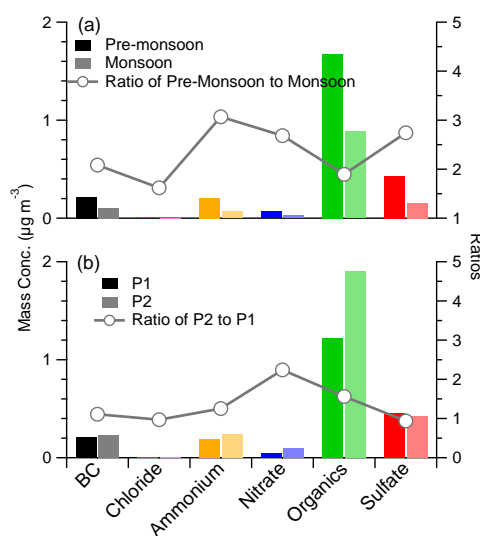 (a)
Pre-monsoon
Monsoon
Ratio of Pre-Monsoon to Monsoon
2
1
0
5
4
3
2
1
Mass Conc. (µg m⁻³)
Ratios
(b)
P1
P2
Ratio of P2 to P1
2
1
0
5
4
3
2
1
0
BC
Chloride
Ammonium
Nitrate
Organics
Sulfate